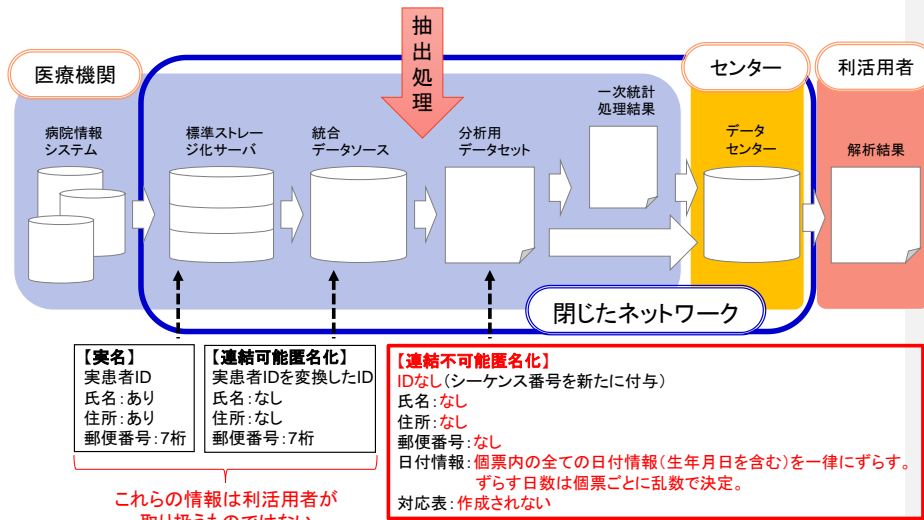 抽出処理
医療機関
センター
利活用者
病院情報
システム
標準ストレー
ジ化サーバ
統合
データソース
分析用
データセット
一次統計
処理結果
データ
センター
解析結果
閉じたネットワーク
【実名】
実患者ID
氏名：あり
住所：あり
郵便番号：7桁
【連結可能匿名化】
実患者IDを変換したID
氏名：なし
住所：なし
郵便番号：7桁
【連結不可能匿名化】
IDなし（シーケンス番号を新たに付与）
氏名：なし
住所：なし
郵便番号：なし
日付情報：個票内の全ての日付情報（生年月日を含む）を一律にずらす。
ずらす日数は個票ごとに乱数で決定。
対応表：作成されない
これらの情報は利活用者が
取り扱うものではない